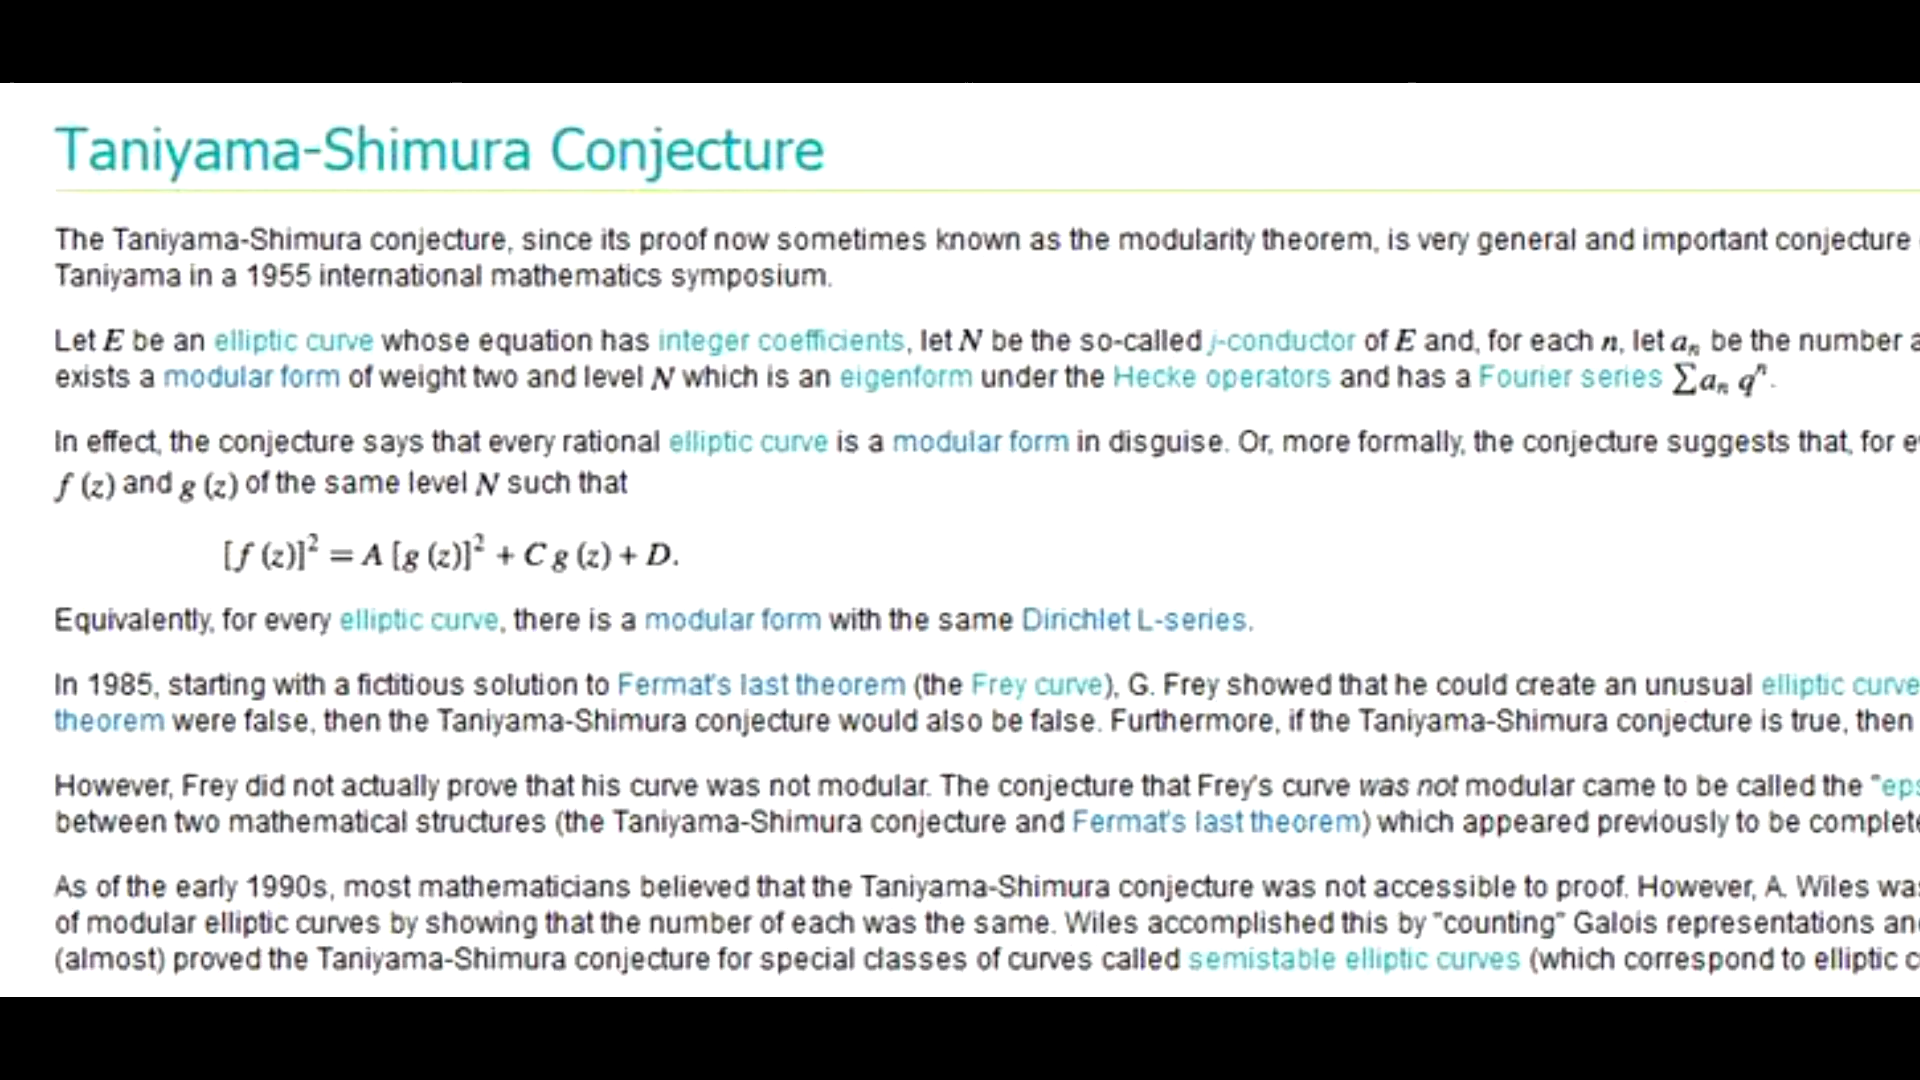 Taniyama-Shimura Conjecture
The Taniyama-Shimura conjecture, since its proof now sometimes known as the modularity theorem, is very general and important conjecture
Taniyama in a 1955 international mathematics symposium.
Let E be an elliptic curve whose equation has integer coefficients, let N be the so-called j-conductor of E and, for each n, let aₙ be the number a
exists a modular form of weight two and level N which is an eigenform under the Hecke operators and has a Fourier series ∑aₙ qⁿ.
In effect, the conjecture says that every rational elliptic curve is a modular form in disguise. Or, more formally, the conjecture suggests that, for ev
f (z) and g (z) of the same level N such that
[f (z)]² = A [g (z)]² + C g (z) + D.
Equivalently, for every elliptic curve, there is a modular form with the same Dirichlet L-series.
In 1985, starting with a fictitious solution to Fermat's last theorem (the Frey curve), G. Frey showed that he could create an unusual elliptic curve
theorem were false, then the Taniyama-Shimura conjecture would also be false. Furthermore, if the Taniyama-Shimura conjecture is true, then
However, Frey did not actually prove that his curve was not modular. The conjecture that Frey's curve was not modular came to be called the "eps
between two mathematical structures (the Taniyama-Shimura conjecture and Fermat's last theorem) which appeared previously to be complete
As of the early 1990s, most mathematicians believed that the Taniyama-Shimura conjecture was not accessible to proof. However, A. Wiles was
of modular elliptic curves by showing that the number of each was the same. Wiles accomplished this by "counting" Galois representations and
(almost) proved the Taniyama-Shimura conjecture for special classes of curves called semistable elliptic curves (which correspond to elliptic c